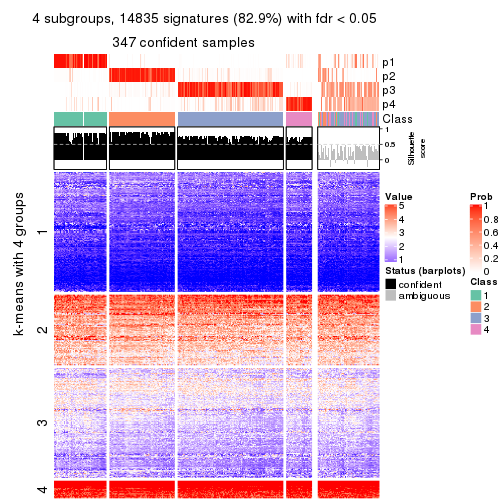 4 subgroups, 14835 signatures (82.9%) with fdr < 0.05
347 confident samples
p1
p2
p3
p4
Class
1
0.5
0
Silhouette
score
k-means with 4 groups
1
2
3
4
Value
5
4
3
2
1
Status (barplots)
confident
ambiguous
Prob
1
0.8
0.6
0.4
0.2
0
Class
1
2
3
4